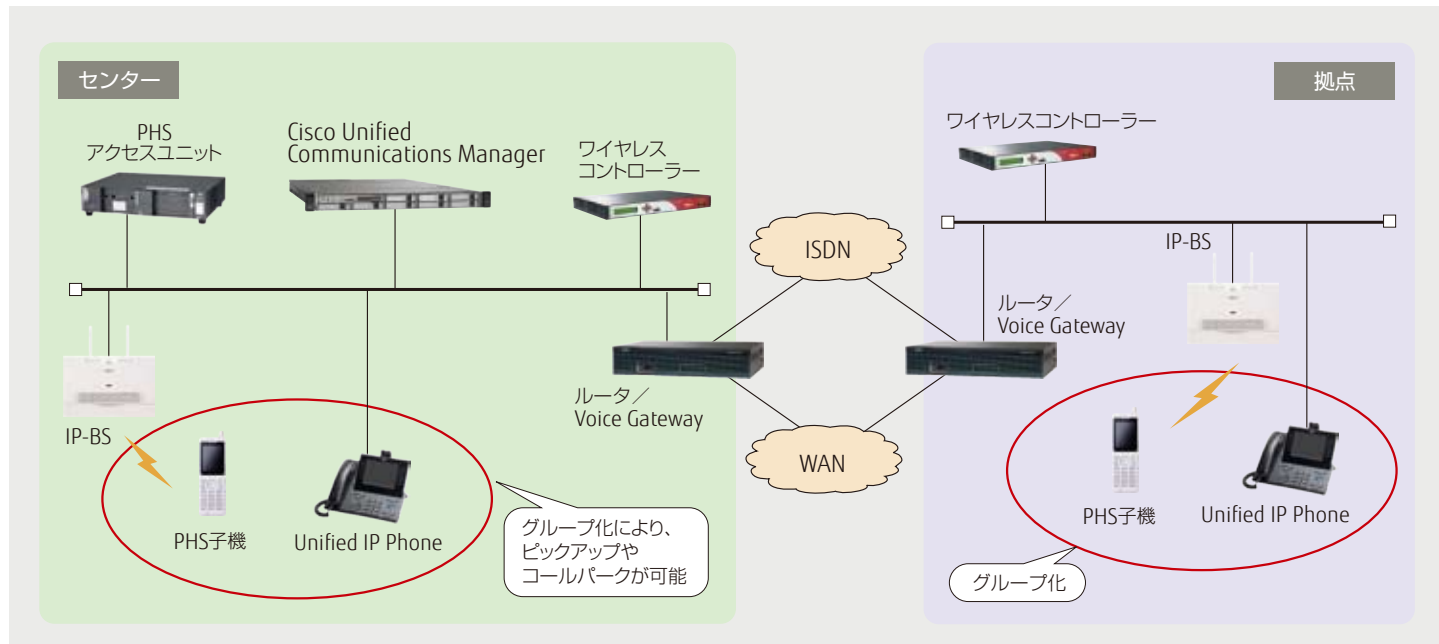 センター
PHS
アクセスユニット
Cisco Unified
Communications Manager
ワイヤレス
コントローラー
IP-BS
PHS子機
Unified IP Phone
グループ化により、
ピックアップや
コールパークが可能
ルータ／
Voice Gateway
ISDN
WAN
拠点
ワイヤレスコントローラー
IP-BS
ルータ／
Voice Gateway
PHS子機
Unified IP Phone
グループ化